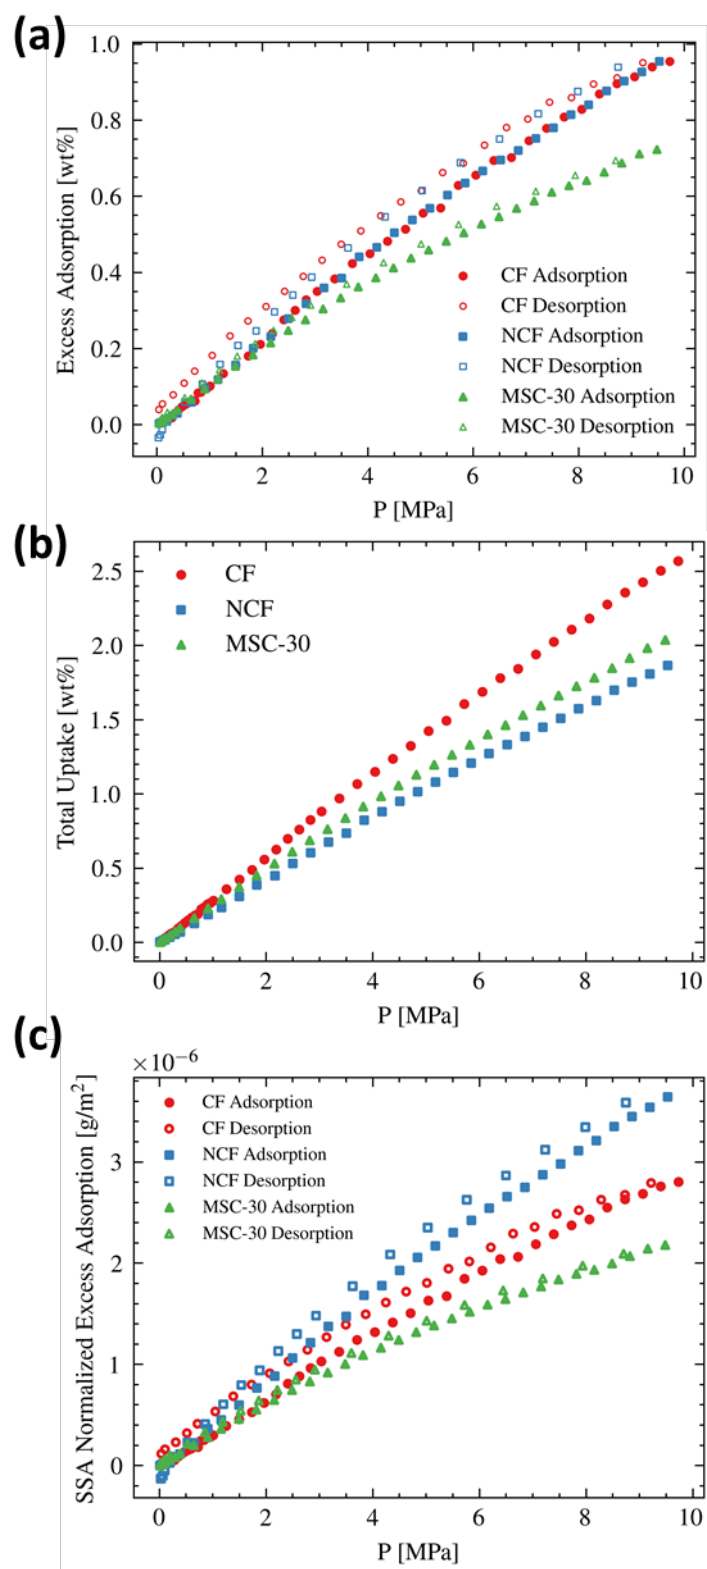 (a)
1.0
0.8
0.6
0.4
0.2
0.0
Excess Adsorption [wt%]
CF Adsorption
CF Desorption
NCF Adsorption
NCF Desorption
MSC-30 Adsorption
MSC-30 Desorption
0 2 4 6 8 10
P [MPa]
(b)
2.5
2.0
1.5
1.0
0.5
0.0
Total Uptake [wt%]
CF
NCF
MSC-30
0 2 4 6 8 10
P [MPa]
(c)
×10−6
3
2
1
0
SSA Normalized Excess Adsorption [g/m2]
CF Adsorption
CF Desorption
NCF Adsorption
NCF Desorption
MSC-30 Adsorption
MSC-30 Desorption
0 2 4 6 8 10
P [MPa]